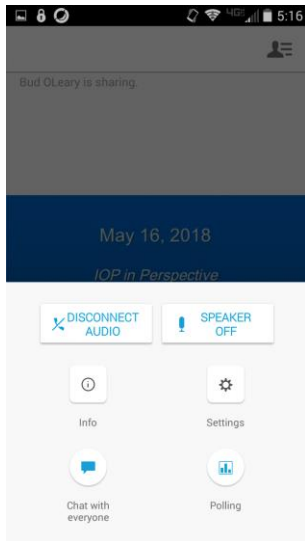 4G 5:16
Bud OLeary is sharing.
May 16, 2018
IOP in Perspective
DISCONNECT
AUDIO
SPEAKER
OFF
Info
Settings
Chat with
everyone
Polling